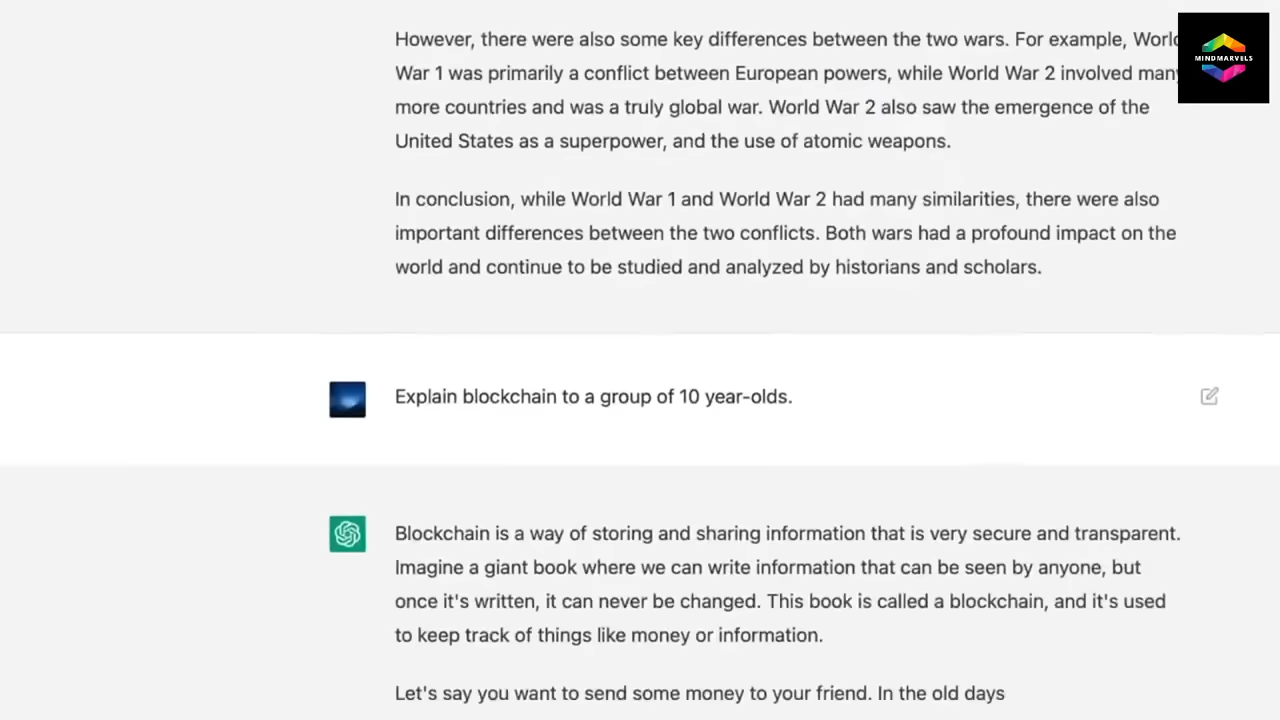 However, there were also some key differences between the two wars. For example, World
War 1 was primarily a conflict between European powers, while World War 2 involved many
more countries and was a truly global war. World War 2 also saw the emergence of the
United States as a superpower, and the use of atomic weapons.
In conclusion, while World War 1 and World War 2 had many similarities, there were also
important differences between the two conflicts. Both wars had a profound impact on the
world and continue to be studied and analyzed by historians and scholars.
Explain blockchain to a group of 10 year-olds.
Blockchain is a way of storing and sharing information that is very secure and transparent.
Imagine a giant book where we can write information that can be seen by anyone, but
once it's written, it can never be changed. This book is called a blockchain, and it's used
to keep track of things like money or information.
Let's say you want to send some money to your friend. In the old days
MINDMARVELS